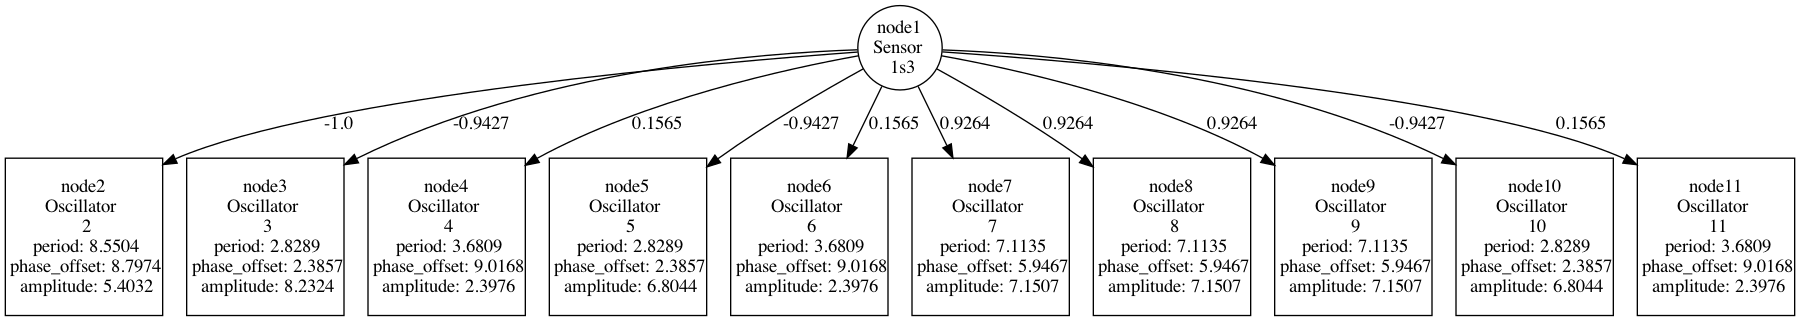 node1
Sensor
1s3
-1.0
-0.9427
0.1565
-0.9427
0.1565
0.9264
0.9264
0.9264
-0.9427
0.1565
node2
Oscillator
2
period: 8.5504
phase_offset: 8.7974
amplitude: 5.4032
node3
Oscillator
3
period: 2.8289
phase_offset: 2.3857
amplitude: 8.2324
node4
Oscillator
4
period: 3.6809
phase_offset: 9.0168
amplitude: 2.3976
node5
Oscillator
5
period: 2.8289
phase_offset: 2.3857
amplitude: 6.8044
node6
Oscillator
6
period: 3.6809
phase_offset: 9.0168
amplitude: 2.3976
node7
Oscillator
7
period: 7.1135
phase_offset: 5.9467
amplitude: 7.1507
node8
Oscillator
8
period: 7.1135
phase_offset: 5.9467
amplitude: 7.1507
node9
Oscillator
9
period: 7.1135
phase_offset: 5.9467
amplitude: 7.1507
node10
Oscillator
10
period: 2.8289
phase_offset: 2.3857
amplitude: 6.8044
node11
Oscillator
11
period: 3.6809
phase_offset: 9.0168
amplitude: 2.3976